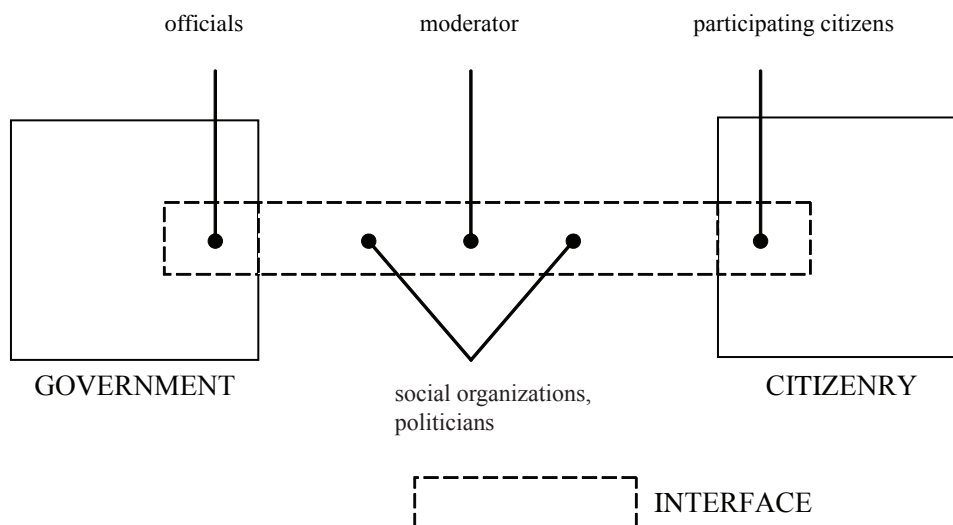 officials
moderator
participating citizens
GOVERNMENT
CITIZENRY
social organizations,
politicians
INTERFACE